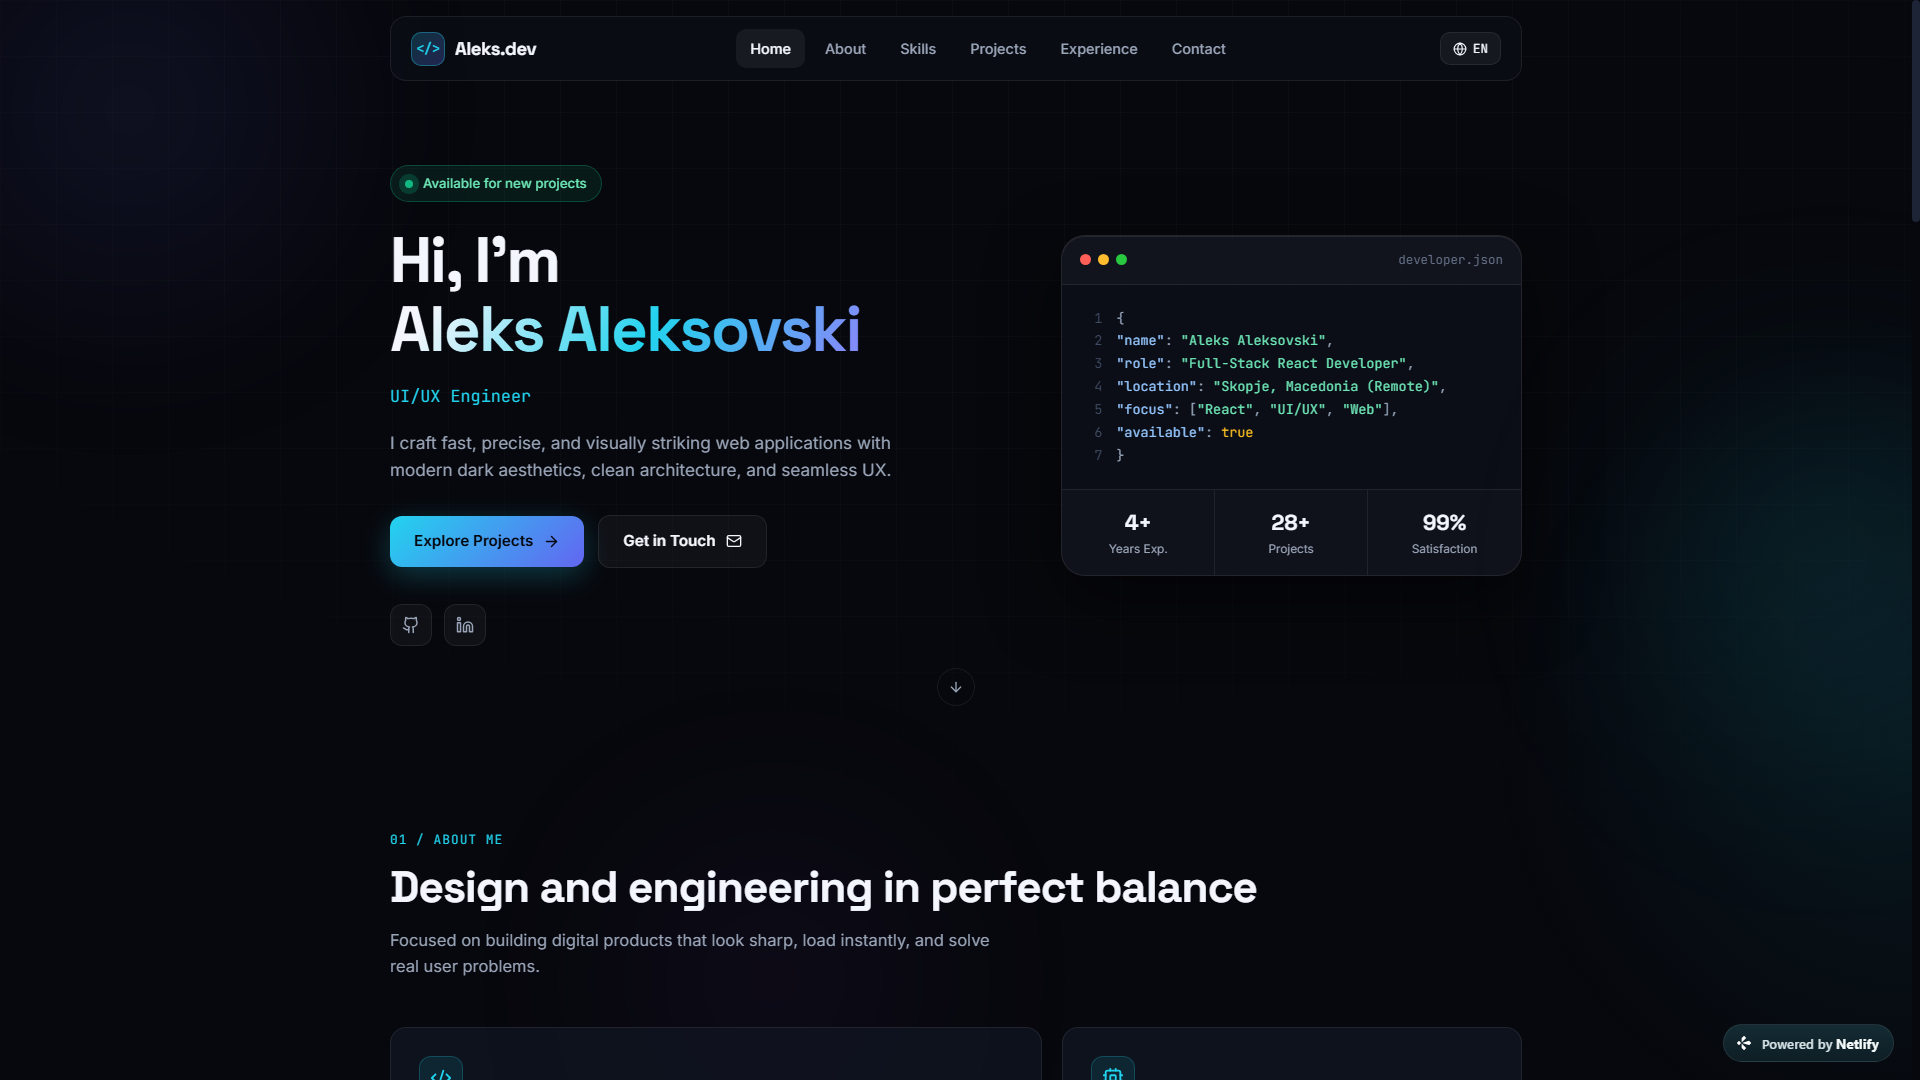 </> Aleks.dev
Home About Skills Projects Experience Contact
EN
Available for new projects
Hi, I’m
Aleks Aleksovski
UI/UX Engineer
I craft fast, precise, and visually striking web applications with
modern dark aesthetics, clean architecture, and seamless UX.
Explore Projects
Get in Touch
developer.json
1 {
2 "name": "Aleks Aleksovski",
3 "role": "Full-Stack React Developer",
4 "location": "Skopje, Macedonia (Remote)",
5 "focus": ["React", "UI/UX", "Web"],
6 "available": true
7 }
4+
Years Exp.
28+
Projects
99%
Satisfaction
01 / ABOUT ME
Design and engineering in perfect balance
Focused on building digital products that look sharp, load instantly, and solve
real user problems.
Powered by Netlify